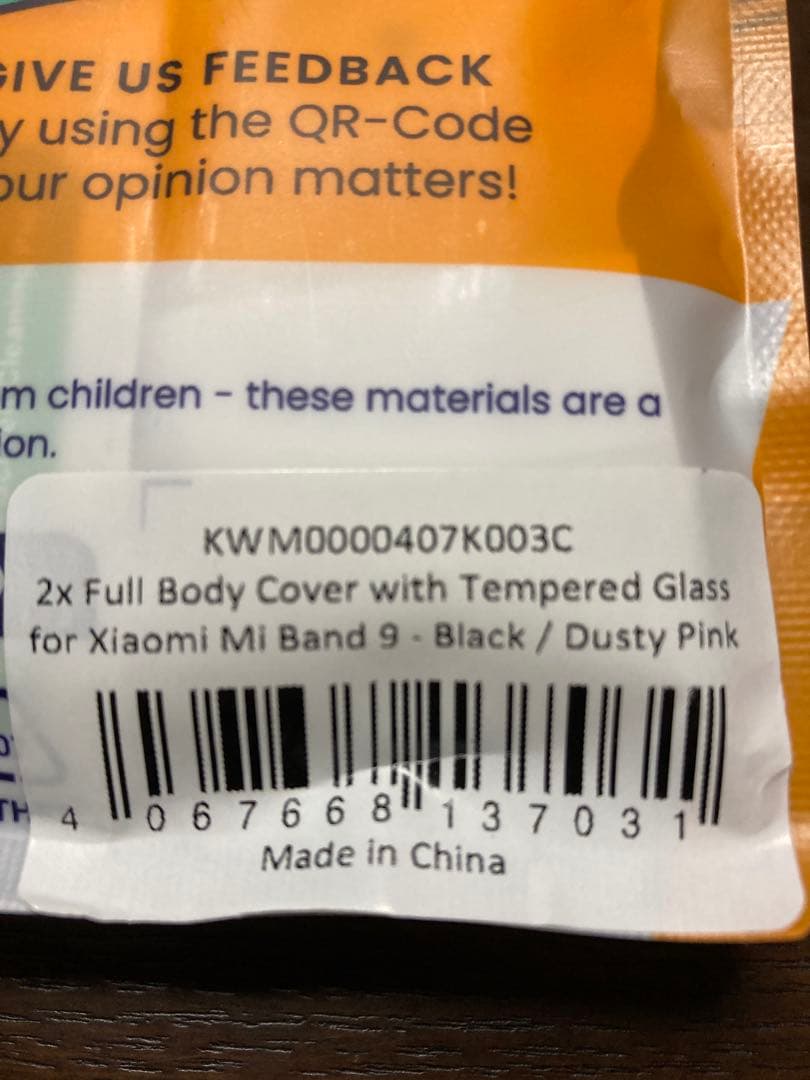 GIVE US FEEDBACK
y using the QR-Code
our opinion matters!
m children - these materials are a
ion.
KWM0000407K003C
2x Full Body Cover with Tempered Glass
for Xiaomi Mi Band 9 - Black / Dusty Pink
4 067668 137031
TH
Made in China